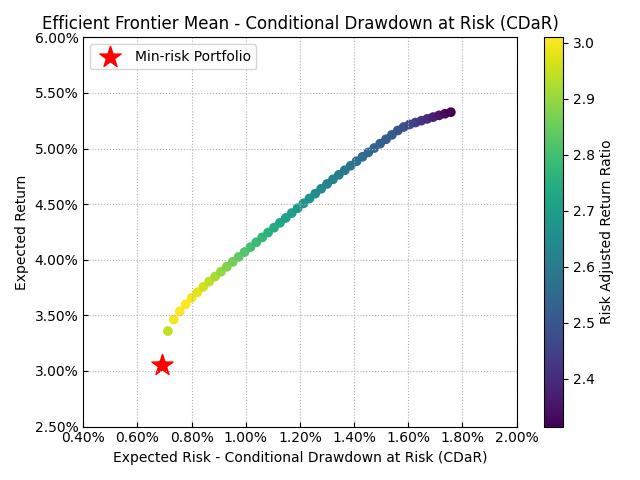 Efficient Frontier Mean - Conditional Drawdown at Risk (CDaR)
Min-risk Portfolio
6.00%
5.50%
5.00%
4.50%
4.00%
3.50%
3.00%
2.50%
Expected Return
0.40% 0.60% 0.80% 1.00% 1.20% 1.40% 1.60% 1.80% 2.00%
Expected Risk - Conditional Drawdown at Risk (CDaR)
3.0
2.9
2.8
2.7
2.6
2.5
2.4
Risk Adjusted Return Ratio